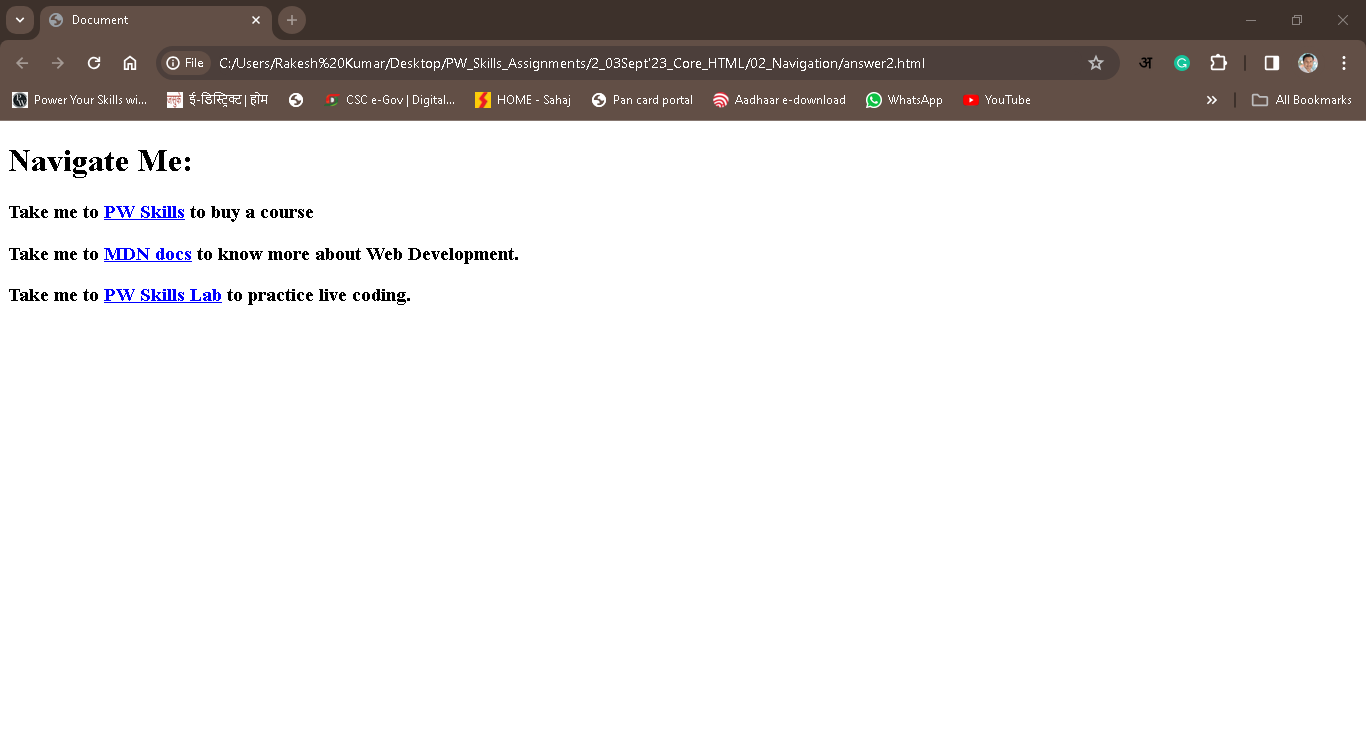 Document
File C:/Users/Rakesh%20Kumar/Desktop/PW_Skills_Assignments/2_03Sept'23_Core_HTML/02_Navigation/answer2.html अ G
Power Your Skills wi... ई-डिस्ट्रिक्ट | होम CSC e-Gov | Digital... HOME - Sahaj Pan card portal Aadhaar e-download WhatsApp YouTube » All Bookmarks
Navigate Me:
Take me to PW Skills to buy a course
Take me to MDN docs to know more about Web Development.
Take me to PW Skills Lab to practice live coding.